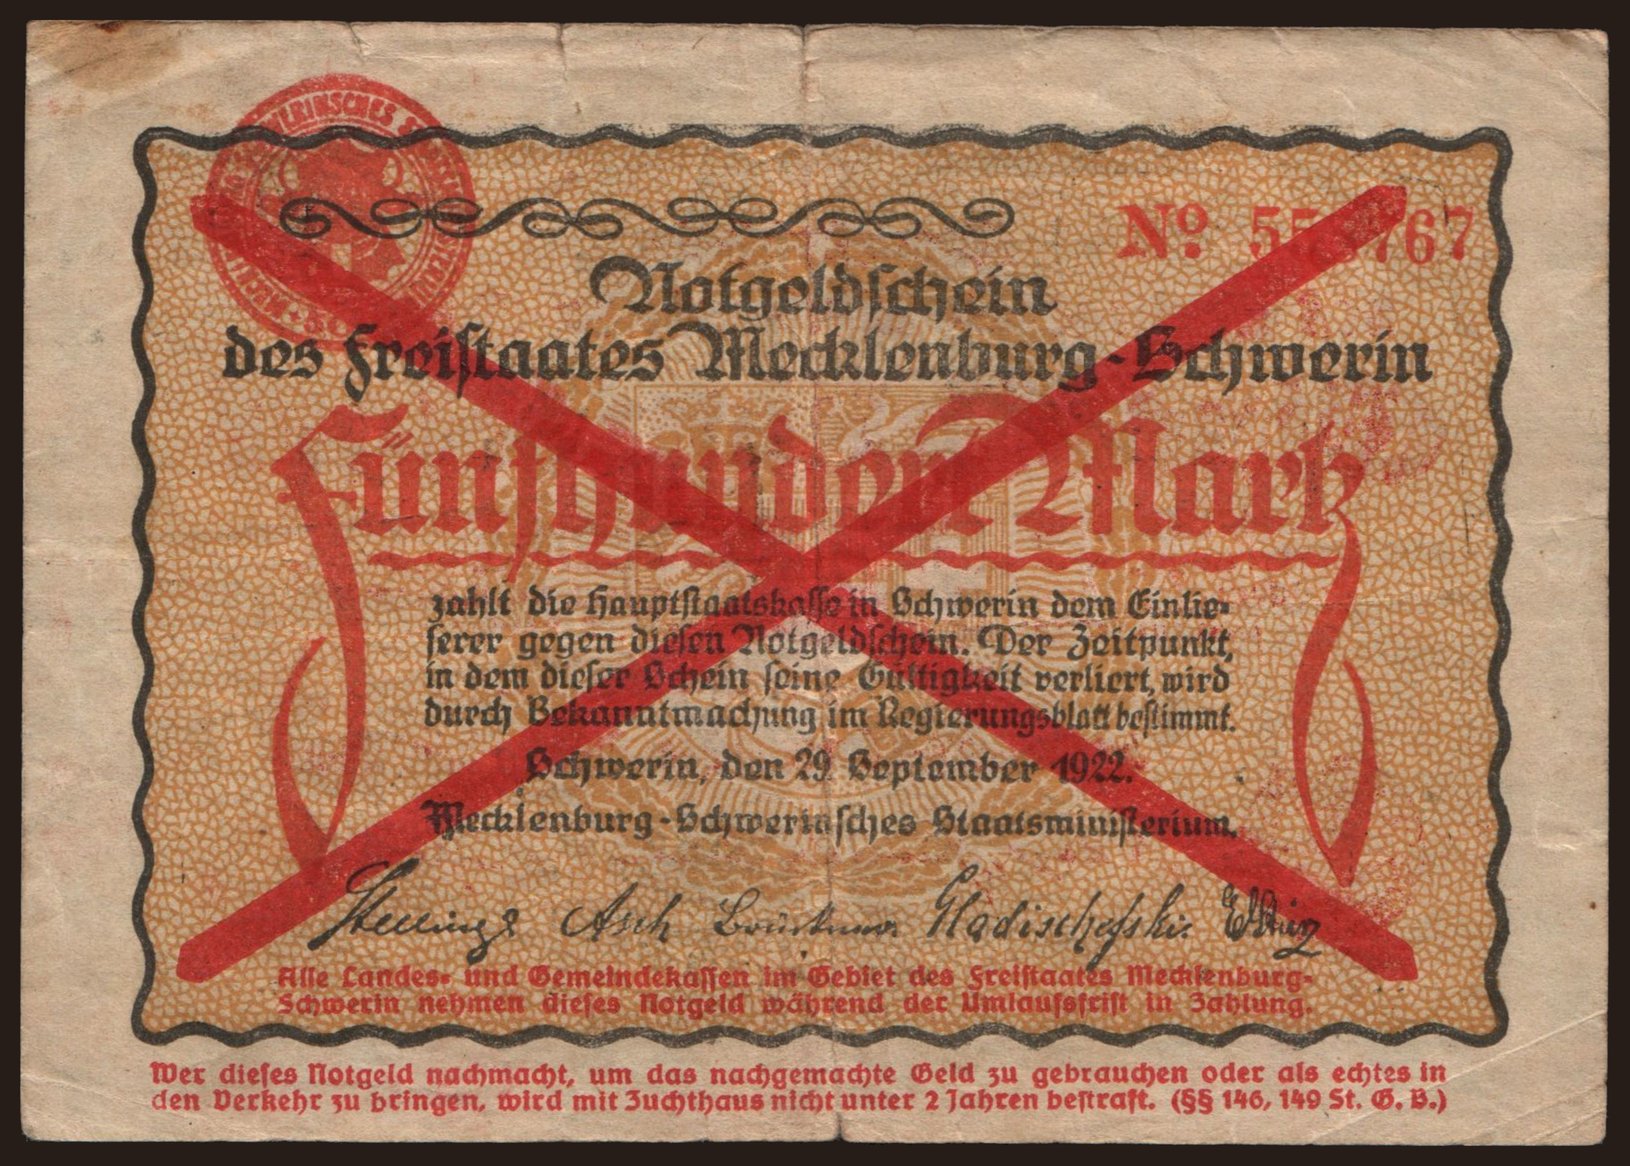 Nº 55 767
Notgeldschein
des Freistaates Mecklenburg-Schwerin
Fünfhundert Mark
zahlt die Hauptstaatskasse in Schwerin dem Einlie-
ferer gegen diesen Notgeldschein. Der Zeitpunkt,
in dem dieser Schein seine Gültigkeit verliert, wird
durch Bekanntmachung im Regierungsblatt bestimmt.
Schwerin, den 29. September 1922.
Mecklenburg-Schwerinsches Staatsministerium.
Stelling Asch
Alle Landes- und Gemeindekassen im Gebiet des Freistaates Mecklenburg-
Schwerin nehmen dieses Notgeld während der Umlaufsfrist in Zahlung.
Wer dieses Notgeld nachmacht, um das nachgemachte Geld zu gebrauchen oder als echtes in
den Verkehr zu bringen, wird mit Zuchthaus nicht unter 2 Jahren bestraft. (§§ 146, 149 St. G. B.)